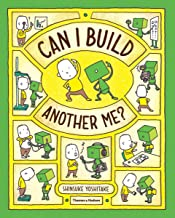 CAN I BUILD
ANOTHER ME?
SHINSUKE YOSHITAKE
Thames & Hudson